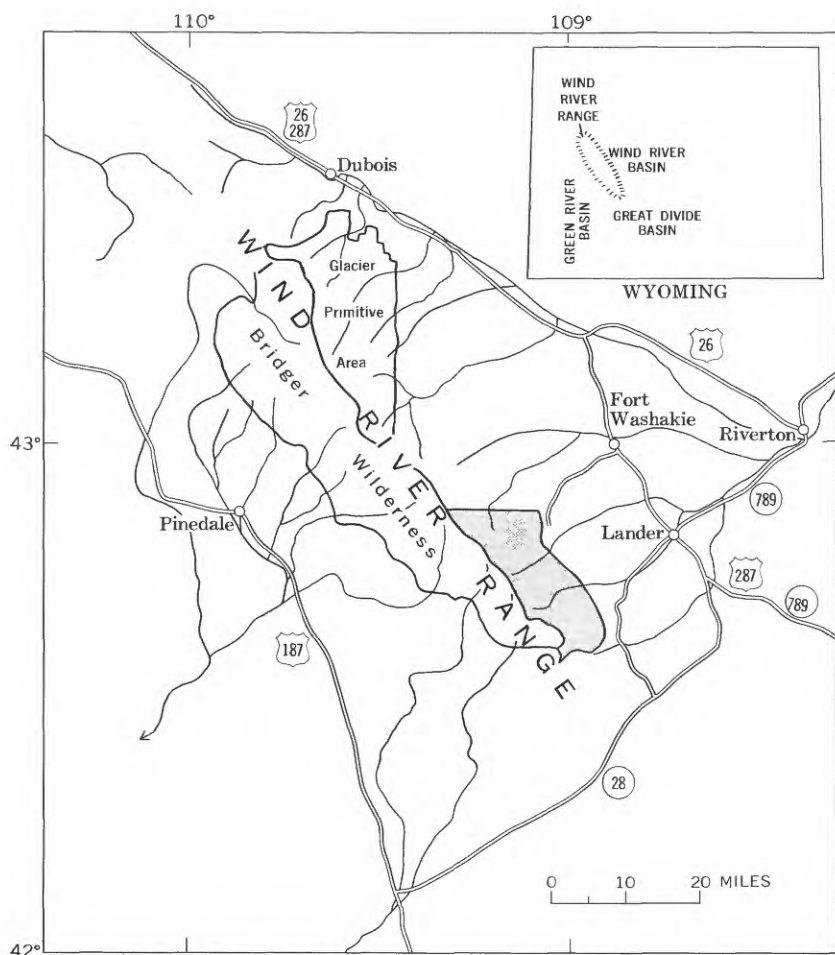 110°
109°
26
287
Dubois
WIND
RIVER
RANGE
WIND RIVER
BASIN
GREEN RIVER
BASIN
GREAT DIVIDE
BASIN
WYOMING
WIND RIVER RANGE
Glacier
Primitive
Area
Bridger Wilderness
26
43°
Fort
Washakie
Riverton
789
Pinedale
Lander
287
789
187
28
0 10 20 MILES
42°